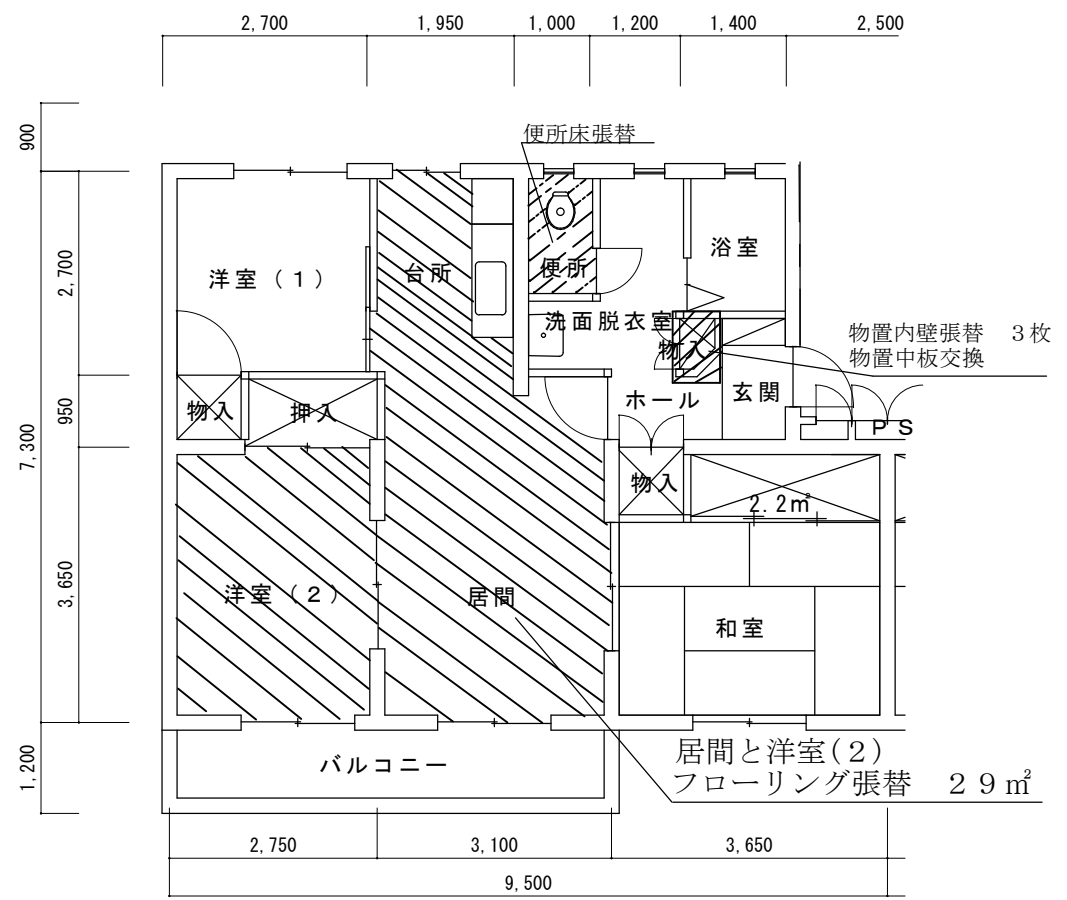 2,700
1,950
1,000
1,200
1,400
2,500
900
便所床張替
2,700
洋室（１）
台所
便所
浴室
洗面脱衣室
物入
物置内壁張替　３枚
物置中板交換
950
物入
押入
ホール
玄関
ＰＳ
7,300
物入
2.2㎡
3,650
洋室（２）
居間
和室
1,200
バルコニー
居間と洋室(２)
フローリング張替　２９㎡
2,750
3,100
3,650
9,500